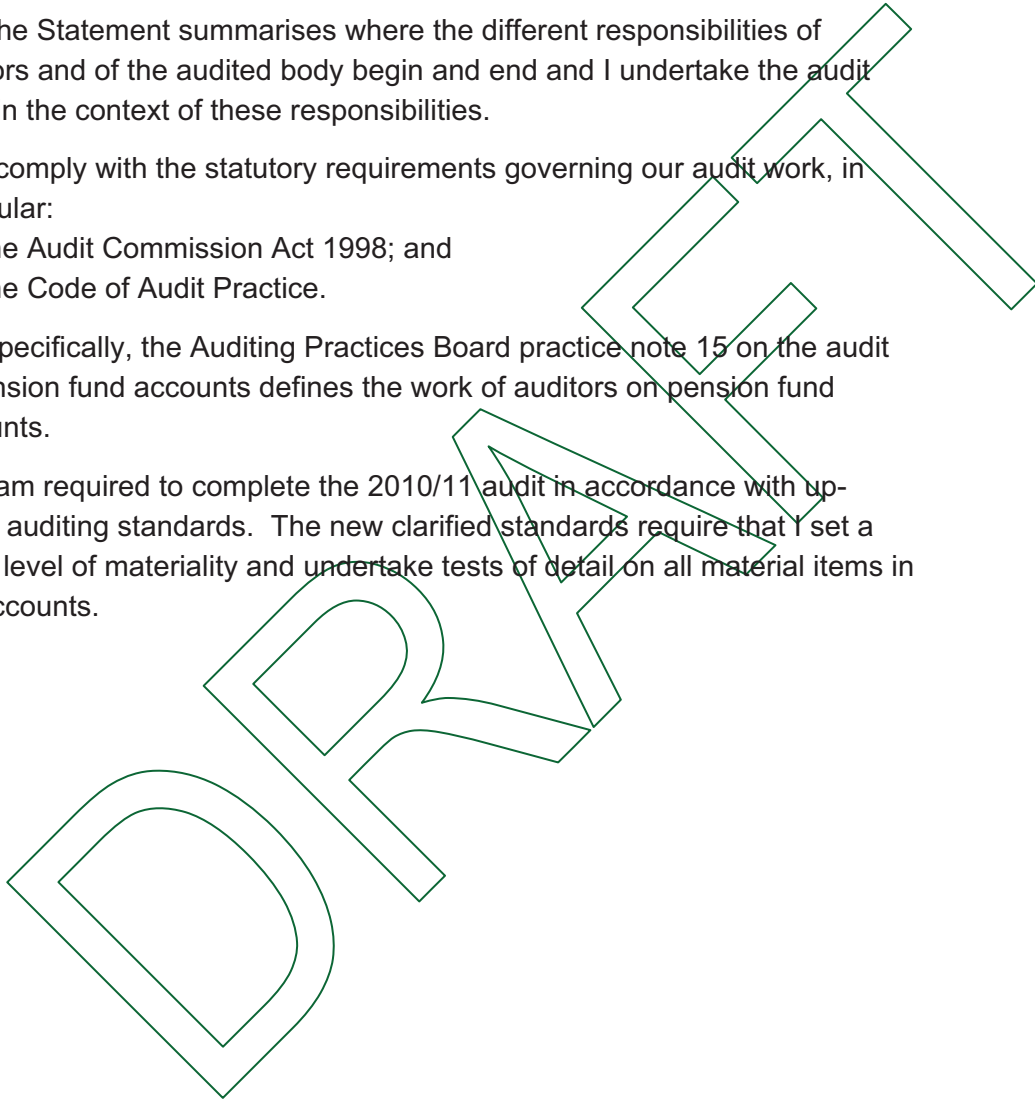 he Statement summarises where the different responsibilities of
ors and of the audited body begin and end and I undertake the audit
n the context of these responsibilities.
comply with the statutory requirements governing our audit work, in
ular:
e Audit Commission Act 1998; and
e Code of Audit Practice.
pecifically, the Auditing Practices Board practice note 15 on the audit
nsion fund accounts defines the work of auditors on pension fund
unts.
am required to complete the 2010/11 audit in accordance with up-
auditing standards.  The new clarified standards require that I set a
level of materiality and undertake tests of detail on all material items in
ccounts.
DRAFT